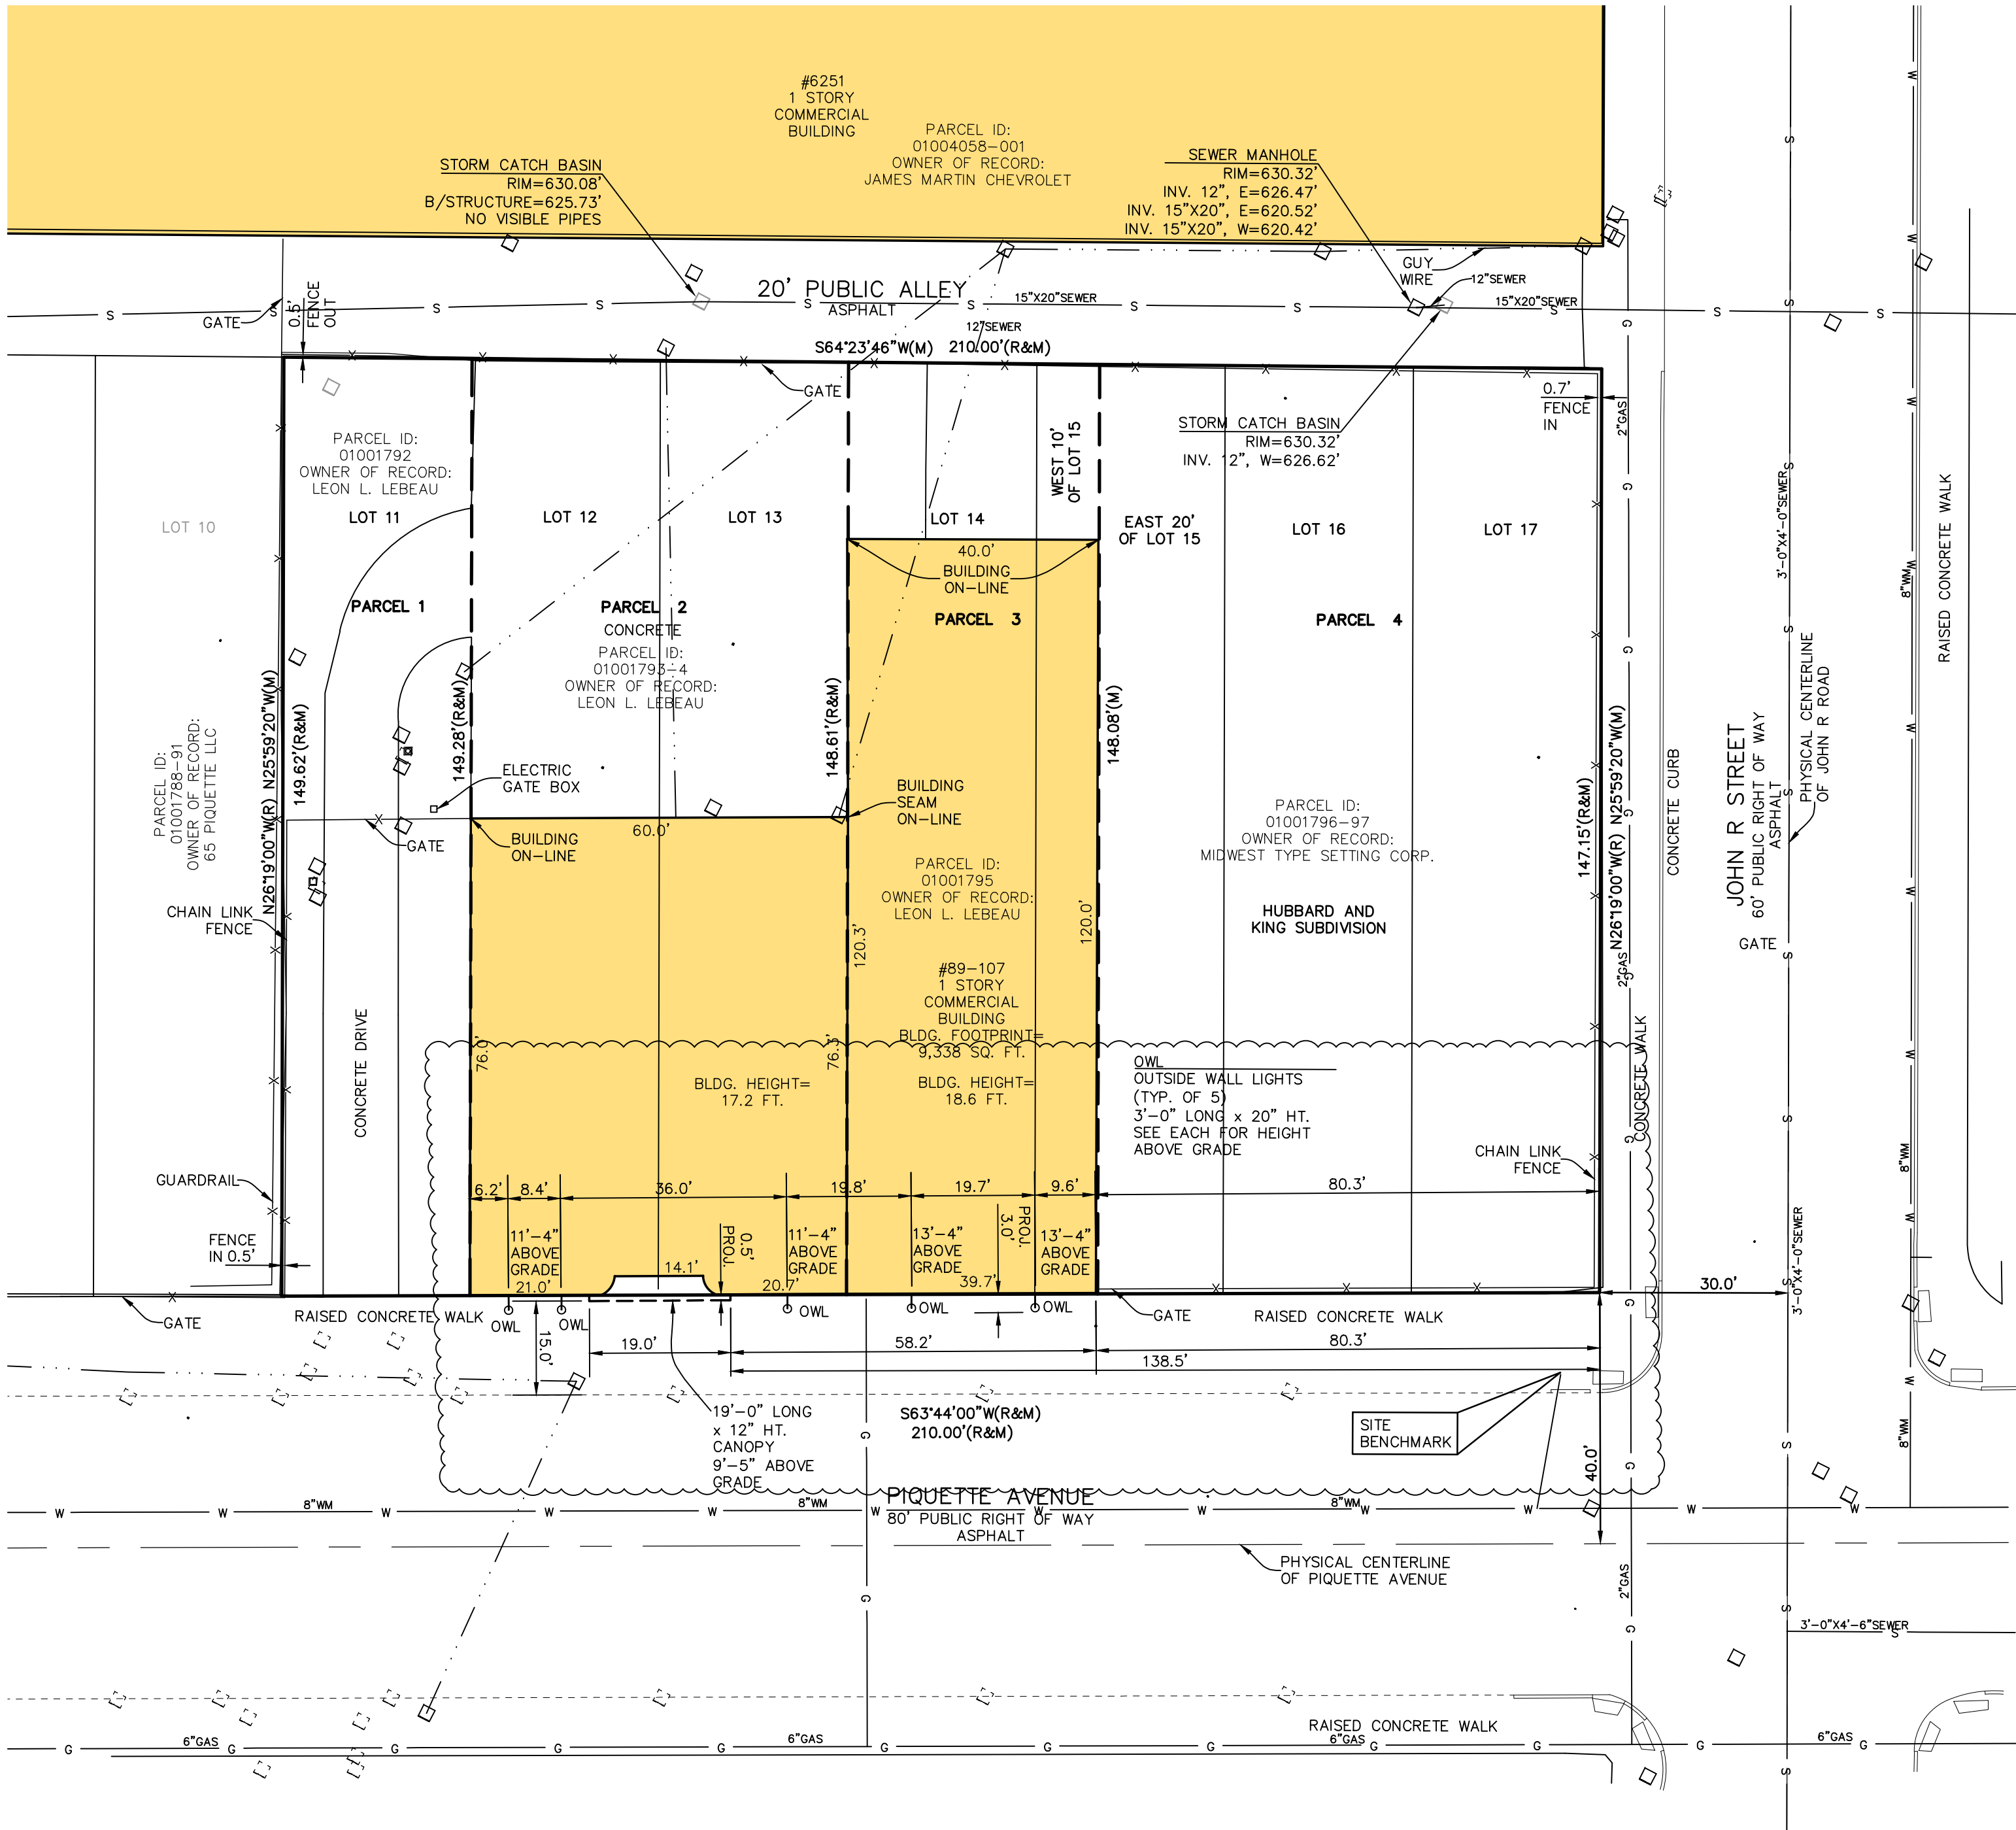 #6251
1 STORY
COMMERCIAL
BUILDING
PARCEL ID:
01004058-001
OWNER OF RECORD:
JAMES MARTIN CHEVROLET
STORM CATCH BASIN
RIM=630.08'
B/STRUCTURE=625.73'
NO VISIBLE PIPES
SEWER MANHOLE
RIM=630.32'
INV. 12", E=626.47'
INV. 15"X20", E=620.52'
INV. 15"X20", W=620.42'
GUY
WIRE
12"SEWER
20' PUBLIC ALLEY
ASPHALT
15"X20"SEWER
15"X20"SEWER
12"SEWER
GATE
0.5'
FENCE
OUT
S64°23'46"W(M) 210.00'(R&M)
GATE
0.7'
FENCE
IN
2"GAS
STORM CATCH BASIN
RIM=630.32'
INV. 12", W=626.62'
PARCEL ID:
01001792
OWNER OF RECORD:
LEON L. LEBEAU
WEST 10'
OF LOT 15
LOT 10
LOT 11
LOT 12
LOT 13
LOT 14
EAST 20'
OF LOT 15
LOT 16
LOT 17
40.0'
BUILDING
ON-LINE
PARCEL 1
PARCEL 2
PARCEL 3
PARCEL 4
CONCRETE
PARCEL ID:
01001793-4
OWNER OF RECORD:
LEON L. LEBEAU
PARCEL ID:
01001788-91
OWNER OF RECORD:
65 PIQUETTE LLC
N26°19'00"W(R) N25°59'20"W(M)
149.62'(R&M)
149.28'(R&M)
148.61'(R&M)
148.08'(M)
147.15'(R&M)
N26°19'00"W(R) N25°59'20"W(M)
2"GAS
ELECTRIC
GATE BOX
GATE
BUILDING
ON-LINE
60.0'
BUILDING
SEAM
ON-LINE
PARCEL ID:
01001795
OWNER OF RECORD:
LEON L. LEBEAU
PARCEL ID:
01001796-97
OWNER OF RECORD:
MIDWEST TYPE SETTING CORP.
HUBBARD AND
KING SUBDIVISION
CHAIN LINK
FENCE
120.3'
120.0'
#89-107
1 STORY
COMMERCIAL
BUILDING
BLDG. FOOTPRINT=
9,338 SQ. FT.
BLDG. HEIGHT=
18.6 FT.
BLDG. HEIGHT=
17.2 FT.
76.0'
76.3'
CONCRETE DRIVE
OWL
OUTSIDE WALL LIGHTS
(TYP. OF 5)
3'-0" LONG x 20" HT.
SEE EACH FOR HEIGHT
ABOVE GRADE
CHAIN LINK
FENCE
CONCRETE WALK
CONCRETE CURB
JOHN R STREET
60' PUBLIC RIGHT OF WAY
ASPHALT
PHYSICAL CENTERLINE
OF JOHN R ROAD
GATE
3'-0"X4'-0"SEWER
3'-0"X4'-0"SEWER
8"WM
8"WM
8"WM
RAISED CONCRETE WALK
GUARDRAIL
FENCE
IN 0.5'
6.2'
8.4'
36.0'
19.8'
19.7'
9.6'
80.3'
11'-4"
ABOVE
GRADE
21.0'
14.1'
0.5'
PROJ.
11'-4"
ABOVE
GRADE
20.7'
13'-4"
ABOVE
GRADE
39.7'
3.0'
PROJ.
13'-4"
ABOVE
GRADE
30.0'
GATE
RAISED CONCRETE WALK
OWL
OWL
OWL
OWL
OWL
GATE
RAISED CONCRETE WALK
15.0'
19.0'
58.2'
80.3'
138.5'
19'-0" LONG
x 12" HT.
CANOPY
9'-5" ABOVE
GRADE
S63°44'00"W(R&M)
210.00'(R&M)
SITE
BENCHMARK
40.0'
8"WM
8"WM
8"WM
PIQUETTE AVENUE
80' PUBLIC RIGHT OF WAY
ASPHALT
PHYSICAL CENTERLINE
OF PIQUETTE AVENUE
2"GAS
3'-0"X4'-6"SEWER
RAISED CONCRETE WALK
6"GAS
6"GAS
6"GAS
6"GAS